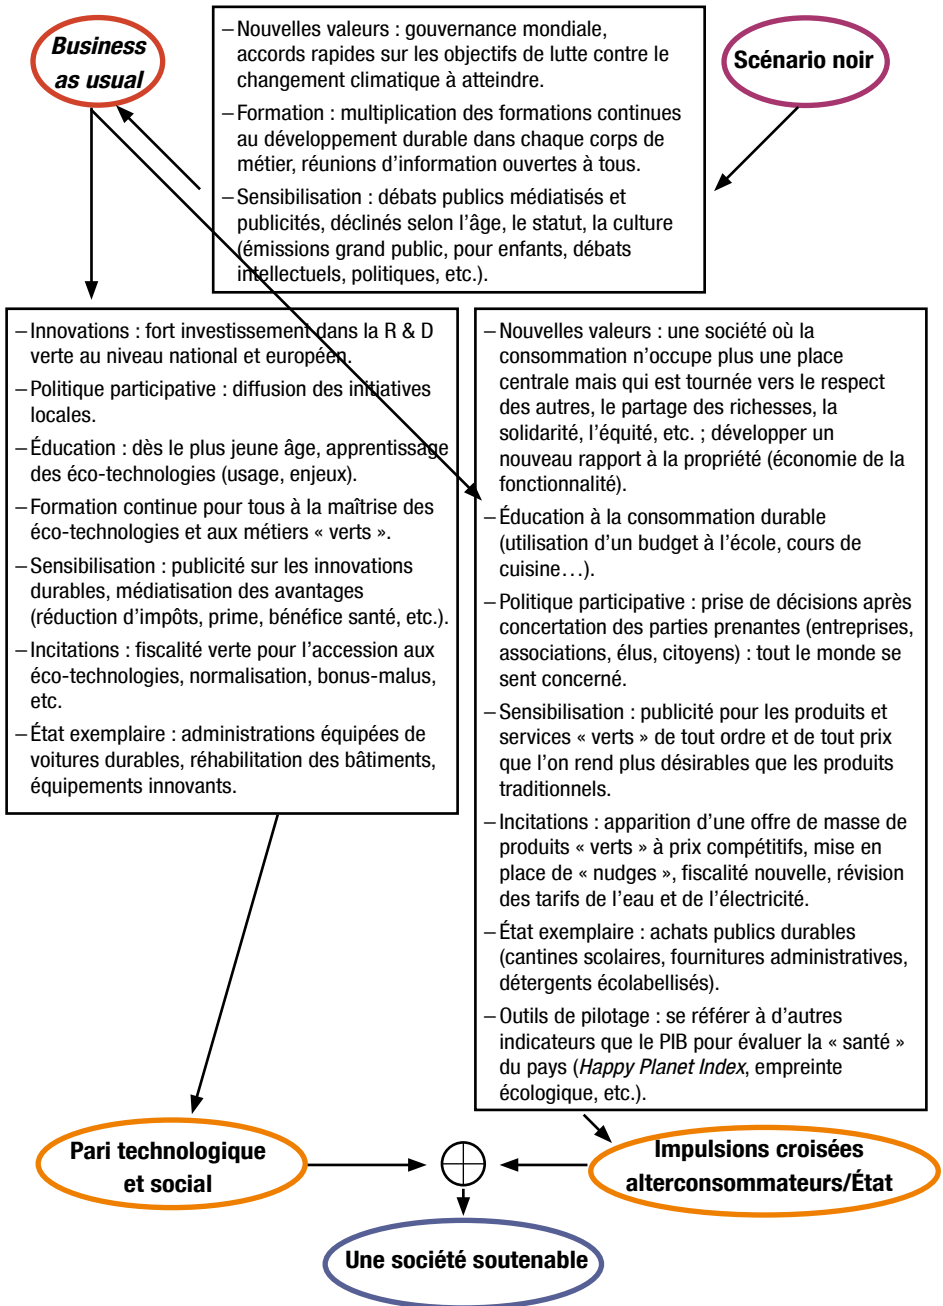 Business
as usual
– Nouvelles valeurs : gouvernance mondiale,
accords rapides sur les objectifs de lutte contre le
changement climatique à atteindre.
– Formation : multiplication des formations continues
au développement durable dans chaque corps de
métier, réunions d’information ouvertes à tous.
– Sensibilisation : débats publics médiatisés et
publicités, déclinés selon l’âge, le statut, la culture
(émissions grand public, pour enfants, débats
intellectuels, politiques, etc.).
Scénario noir
– Innovations : fort investissement dans la R & D
verte au niveau national et européen.
– Politique participative : diffusion des initiatives
locales.
– Éducation : dès le plus jeune âge, apprentissage
des éco-technologies (usage, enjeux).
– Formation continue pour tous à la maîtrise des
éco-technologies et aux métiers « verts ».
– Sensibilisation : publicité sur les innovations
durables, médiatisation des avantages
(réduction d’impôts, prime, bénéfice santé, etc.).
– Incitations : fiscalité verte pour l’accession aux
éco-technologies, normalisation, bonus-malus,
etc.
– État exemplaire : administrations équipées de
voitures durables, réhabilitation des bâtiments,
équipements innovants.
– Nouvelles valeurs : une société où la
consommation n’occupe plus une place
centrale mais qui est tournée vers le respect
des autres, le partage des richesses, la
solidarité, l’équité, etc. ; développer un
nouveau rapport à la propriété (économie de la
fonctionnalité).
– Éducation à la consommation durable
(utilisation d’un budget à l’école, cours de
cuisine…).
– Politique participative : prise de décisions après
concertation des parties prenantes (entreprises,
associations, élus, citoyens) : tout le monde se
sent concerné.
– Sensibilisation : publicité pour les produits et
services « verts » de tout ordre et de tout prix
que l’on rend plus désirables que les produits
traditionnels.
– Incitations : apparition d’une offre de masse de
produits « verts » à prix compétitifs, mise en
place de « nudges », fiscalité nouvelle, révision
des tarifs de l’eau et de l’électricité.
– État exemplaire : achats publics durables
(cantines scolaires, fournitures administratives,
détergents écolabellisés).
– Outils de pilotage : se référer à d’autres
indicateurs que le PIB pour évaluer la « santé »
du pays (Happy Planet Index, empreinte
écologique, etc.).
Pari technologique
et social
Impulsions croisées
alterconsommateurs/État
Une société soutenable